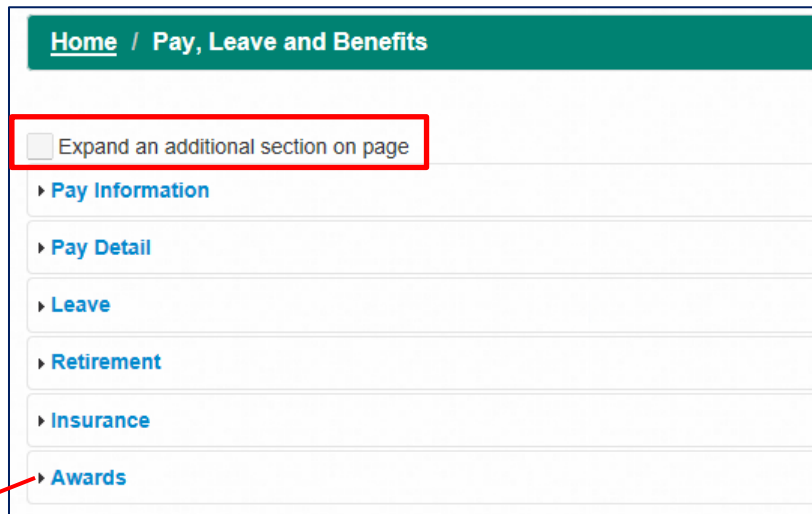 Home / Pay, Leave and Benefits
Expand an additional section on page
Pay Information
Pay Detail
Leave
Retirement
Insurance
Awards